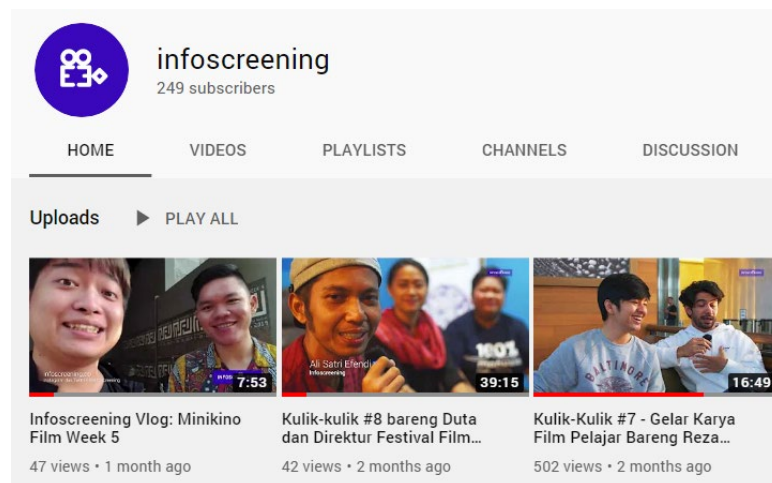 infoscreening
249 subscribers
HOME VIDEOS PLAYLISTS CHANNELS DISCUSSION
Uploads PLAY ALL
7:53
Ali Satri Efendi
Infoscreening
39:15
BALTIMORE
16:49
Infoscreening Vlog: Minikino
Film Week 5
47 views • 1 month ago
Kulik-kulik #8 bareng Duta
dan Direktur Festival Film...
42 views • 2 months ago
Kulik-Kulik #7 - Gelar Karya
Film Pelajar Bareng Reza...
502 views • 2 months ago